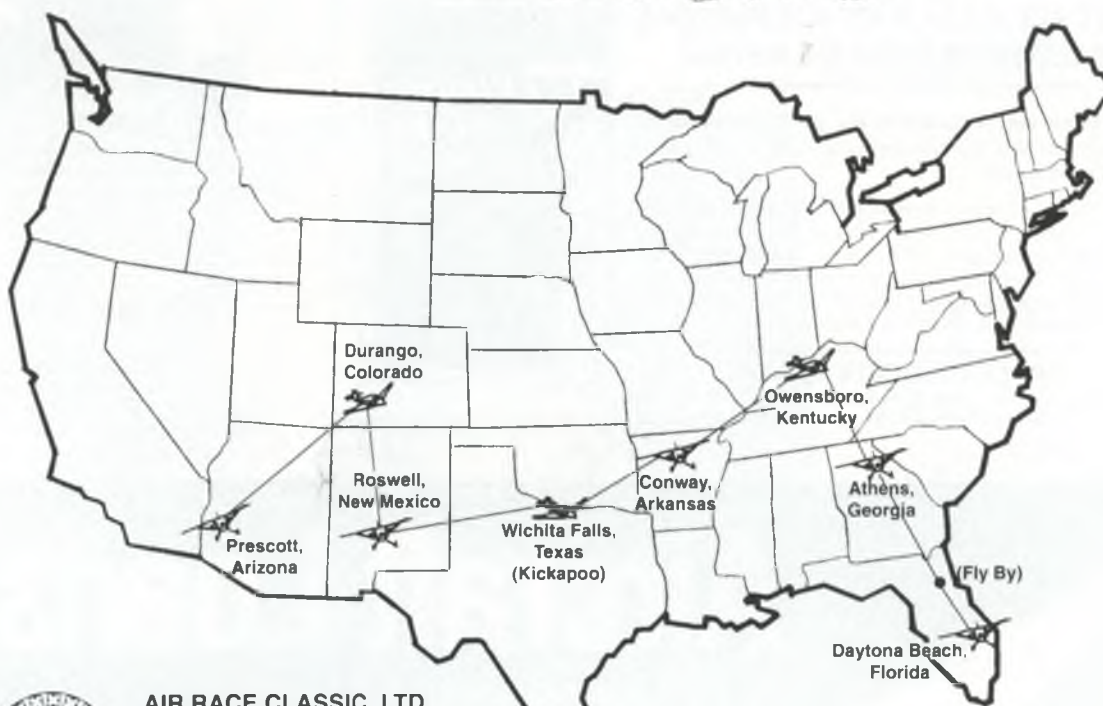 Durango,
Colorado
Owensboro,
Kentucky
Roswell,
New Mexico
Conway,
Arkansas
Athens,
Georgia
Wichita Falls,
Texas
(Kickapoo)
Prescott,
Arizona
(Fly By)
Daytona Beach,
Florida
AIR RACE CLASSIC, LTD.